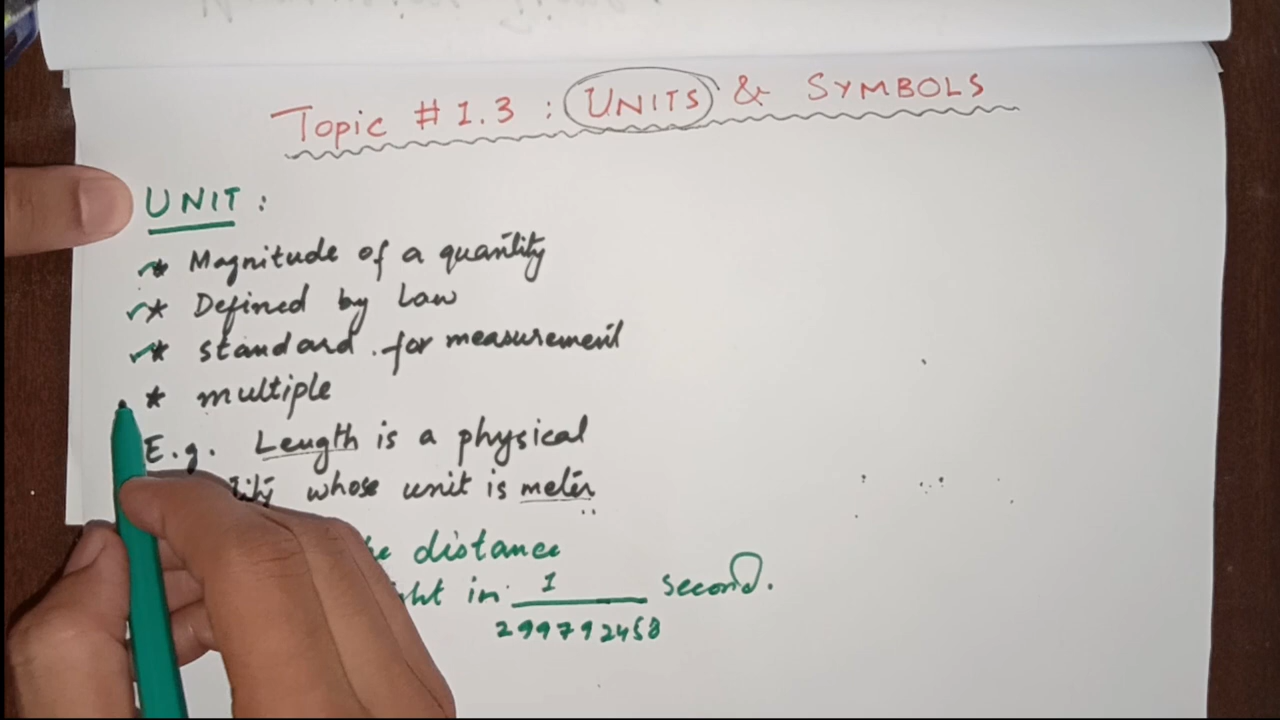 Topic # 1.3 : UNITS & SYMBOLS
UNIT :
* Magnitude of a quantity
* Defined by Law
* standard for measurement
* multiple
E.g. Length is a physical
whose unit is meter
distance
in 1 second.
299792458